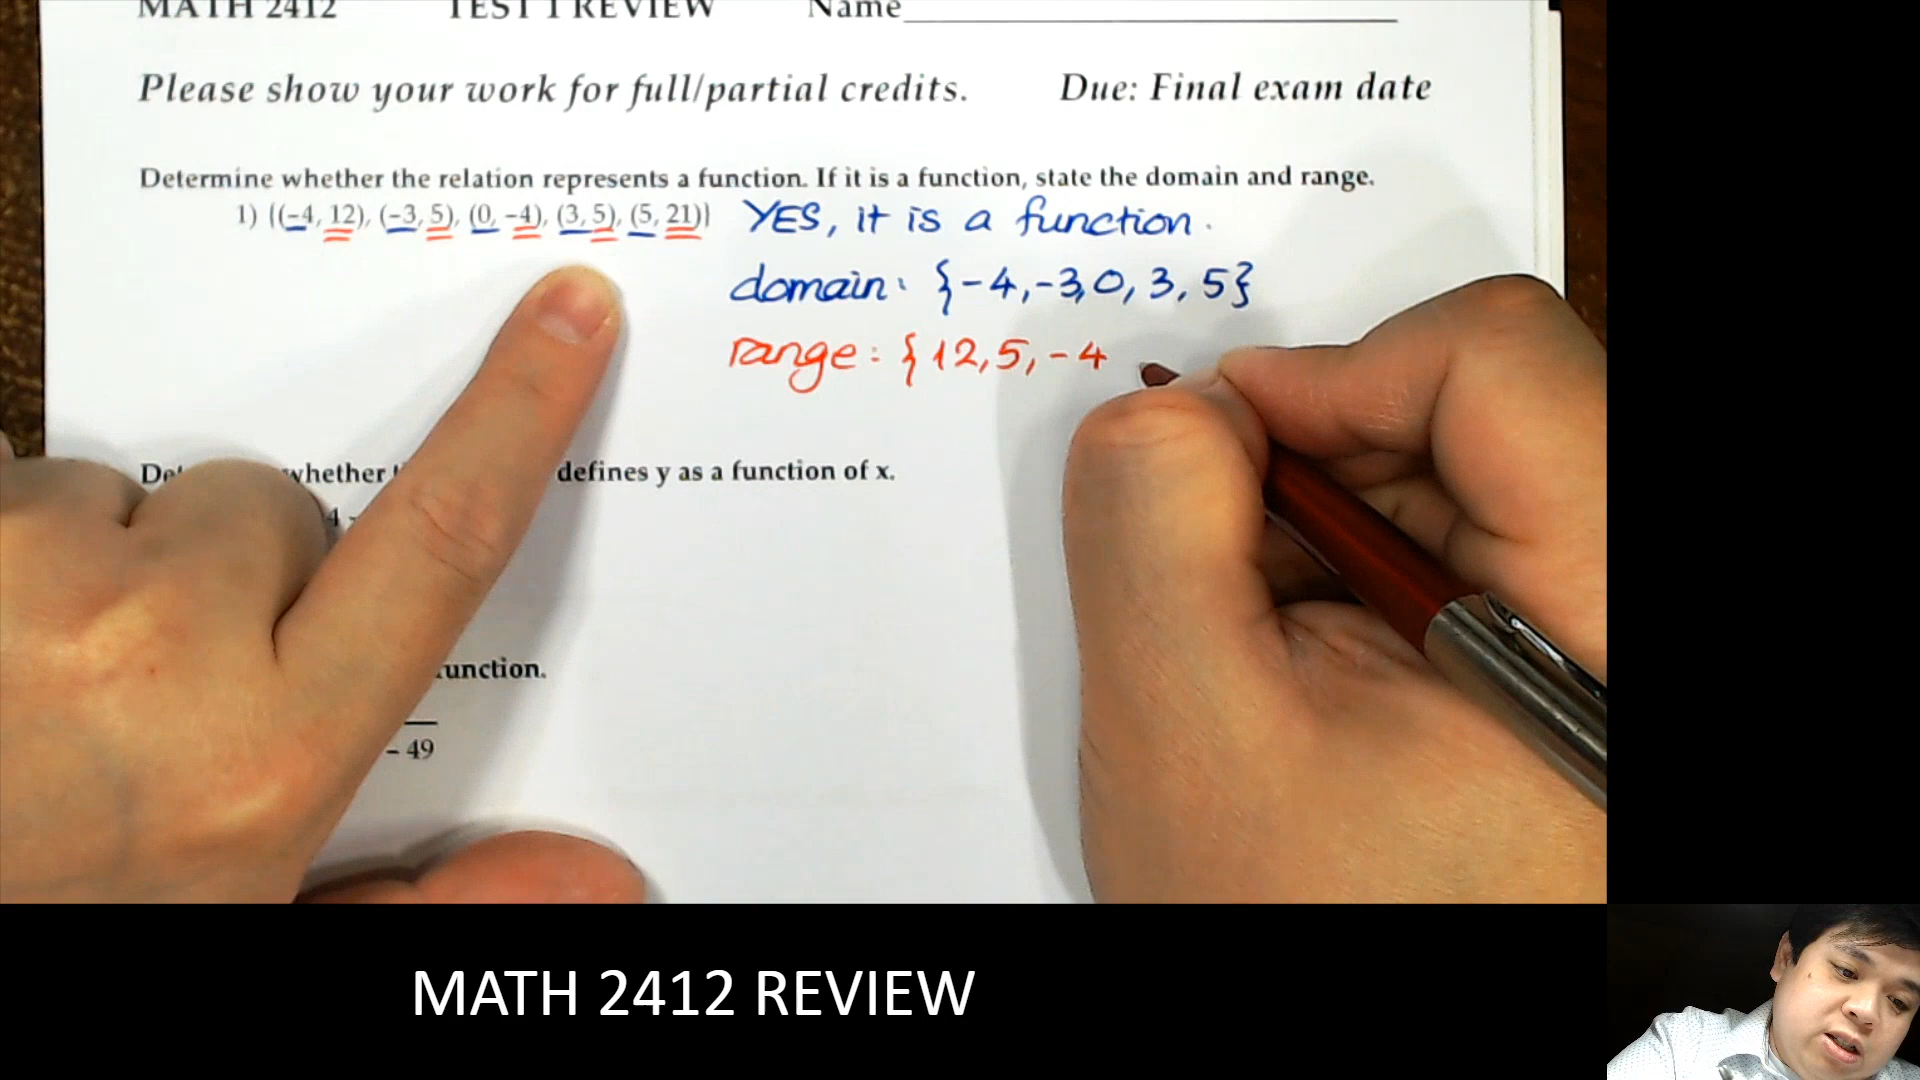 MATH 2412 TEST 1 REVIEW Name
Please show your work for full/partial credits. Due: Final exam date
Determine whether the relation represents a function. If it is a function, state the domain and range.
1) {(-4, 12), (-3, 5), (0, -4), (3, 5), (5, 21)} YES, it is a function.
domain: {-4,-3,0, 3, 5}
range: {12,5,-4
whether defines y as a function of x.
4 -
unction.
- 49
MATH 2412 REVIEW